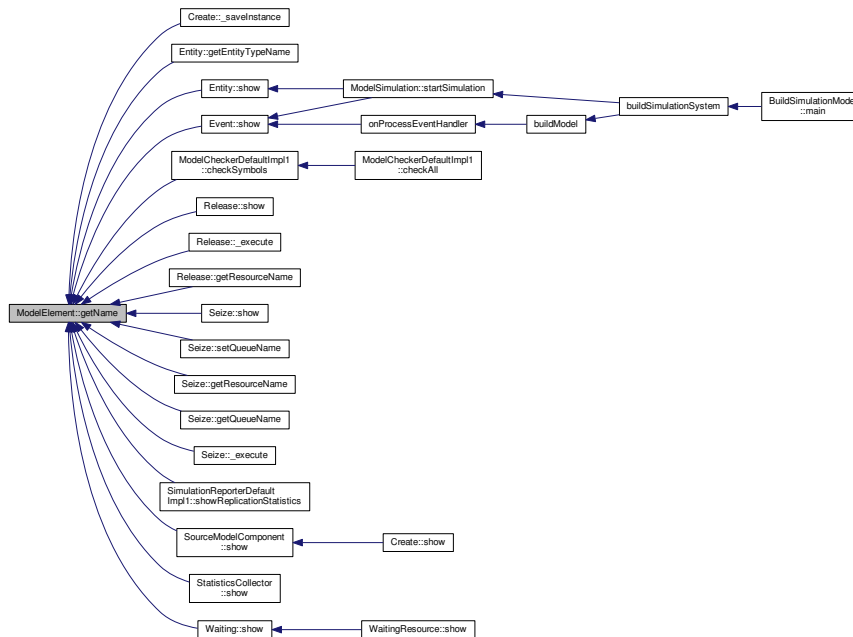 Create::_saveInstance
Entity::getEntityTypeName
Entity::show
ModelSimulation::startSimulation
buildSimulationSystem
BuildSimulationModel
::main
Event::show
onProcessEventHandler
buildModel
ModelCheckerDefaultImpl1
::checkSymbols
ModelCheckerDefaultImpl1
::checkAll
Release::show
Release::_execute
Release::getResourceName
ModelElement::getName
Seize::show
Seize::setQueueName
Seize::getResourceName
Seize::getQueueName
Seize::_execute
SimulationReporterDefault
Impl1::showReplicationStatistics
SourceModelComponent
::show
Create::show
StatisticsCollector
::show
Waiting::show
WaitingResource::show